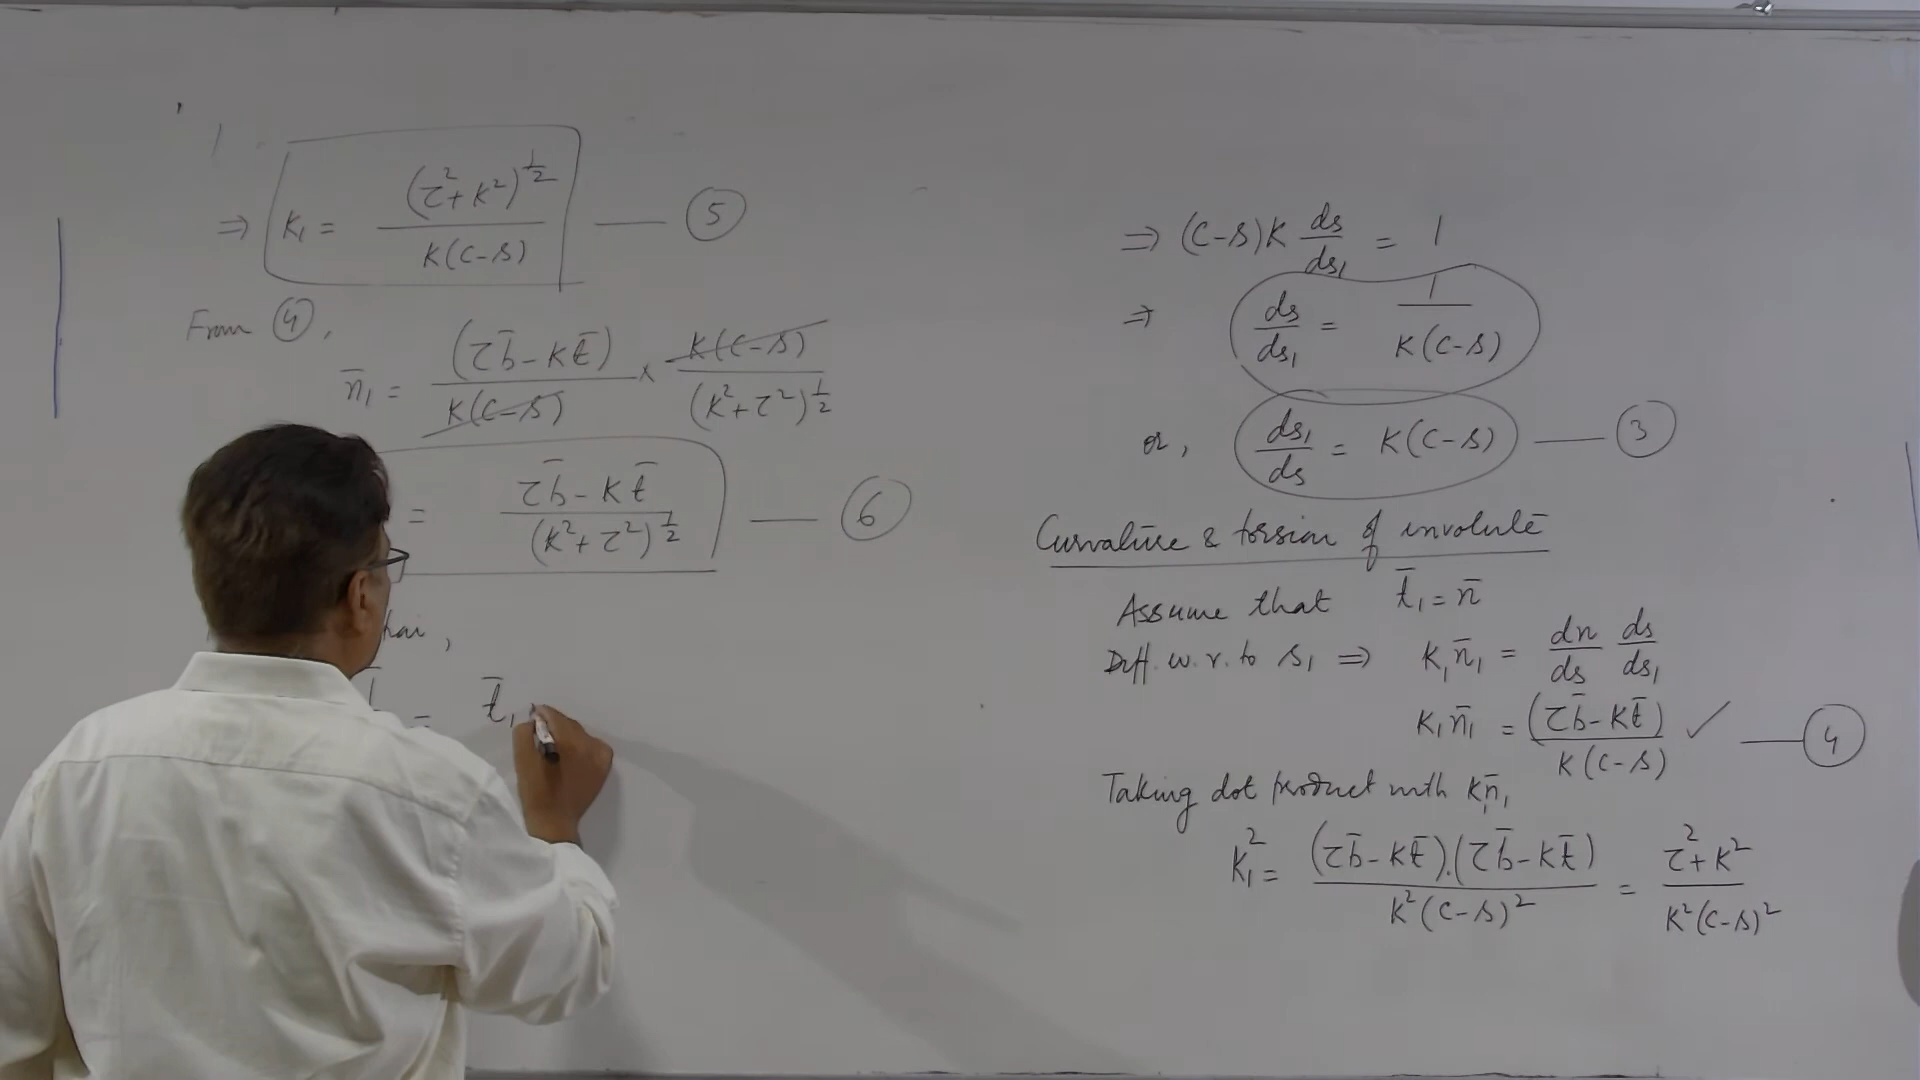 ⇒ (c-s)K ds/ds₁ = 1
⇒ ds/ds₁ = 1/K(c-s)
or, ds₁/ds = K(c-s) — ③
Curvature & torsion of involute
Assume that t̄₁ = n̄
Diff. w.r. to s₁ ⇒ K₁n̄₁ = dn/ds ds/ds₁
K₁n̄₁ = (τb̄ - Kt̄)/K(c-s) ✓ — ④
Taking dot product with K₁n̄₁
K₁² = (τb̄ - Kt̄).(τb̄ - Kt̄)/K²(c-s)² = τ² + K²/K²(c-s)²
⇒ K₁ = (τ² + K²)^½/K(c-s) — ⑤
From ④,
n̄₁ = (τb̄ - Kt̄)/K(c-s) × K(c-s)/(K² + τ²)^½
= τb̄ - Kt̄/(K² + τ²)^½ — ⑥
= t̄₁